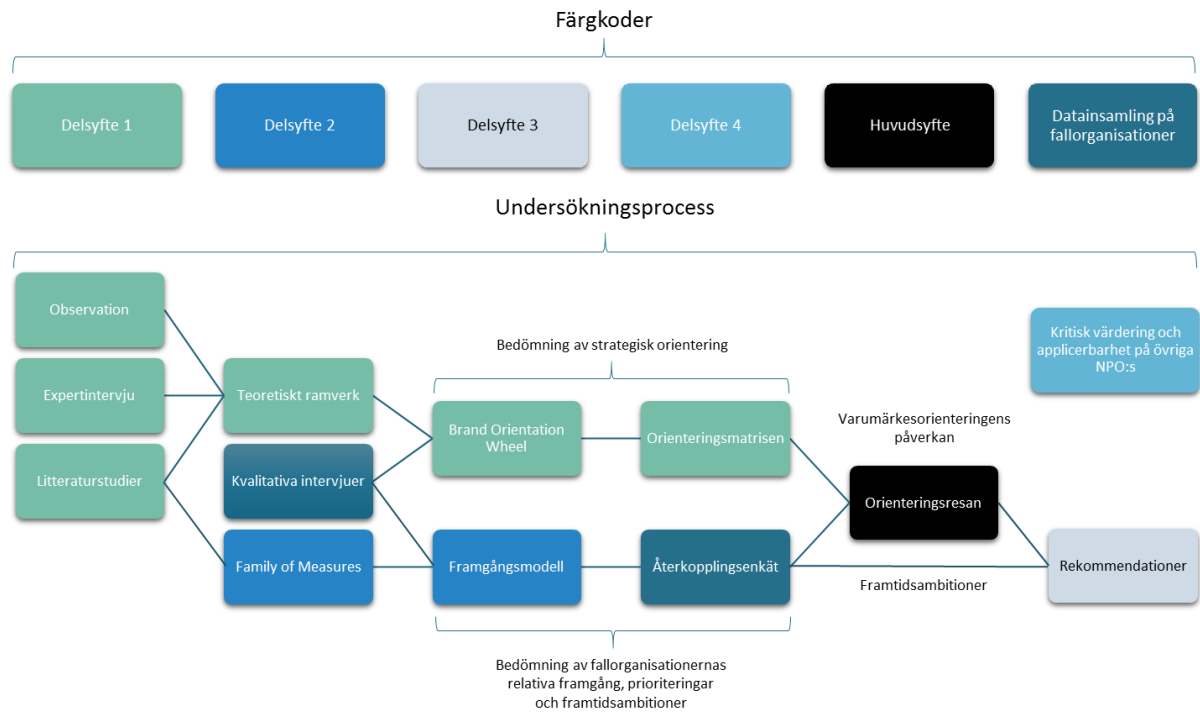 Färgkoder
Delsyfte 1
Delsyfte 2
Delsyfte 3
Delsyfte 4
Huvudsyfte
Datainsamling på
fallorganisationer
Undersökningsprocess
Observation
Expertintervju
Litteraturstudier
Teoretiskt ramverk
Kvalitativa intervjuer
Family of Measures
Bedömning av strategisk orientering
Brand Orientation
Wheel
Orienteringsmatrisen
Framgångsmodell
Återkopplingsenkät
Bedömning av fallorganisationernas
relativa framgång, prioriteringar
och framtidsambitioner
Varumärkesorienteringens
påverkan
Orienteringsresan
Framtidsambitioner
Kritisk värdering och
applicerbarhet på övriga
NPO:s
Rekommendationer